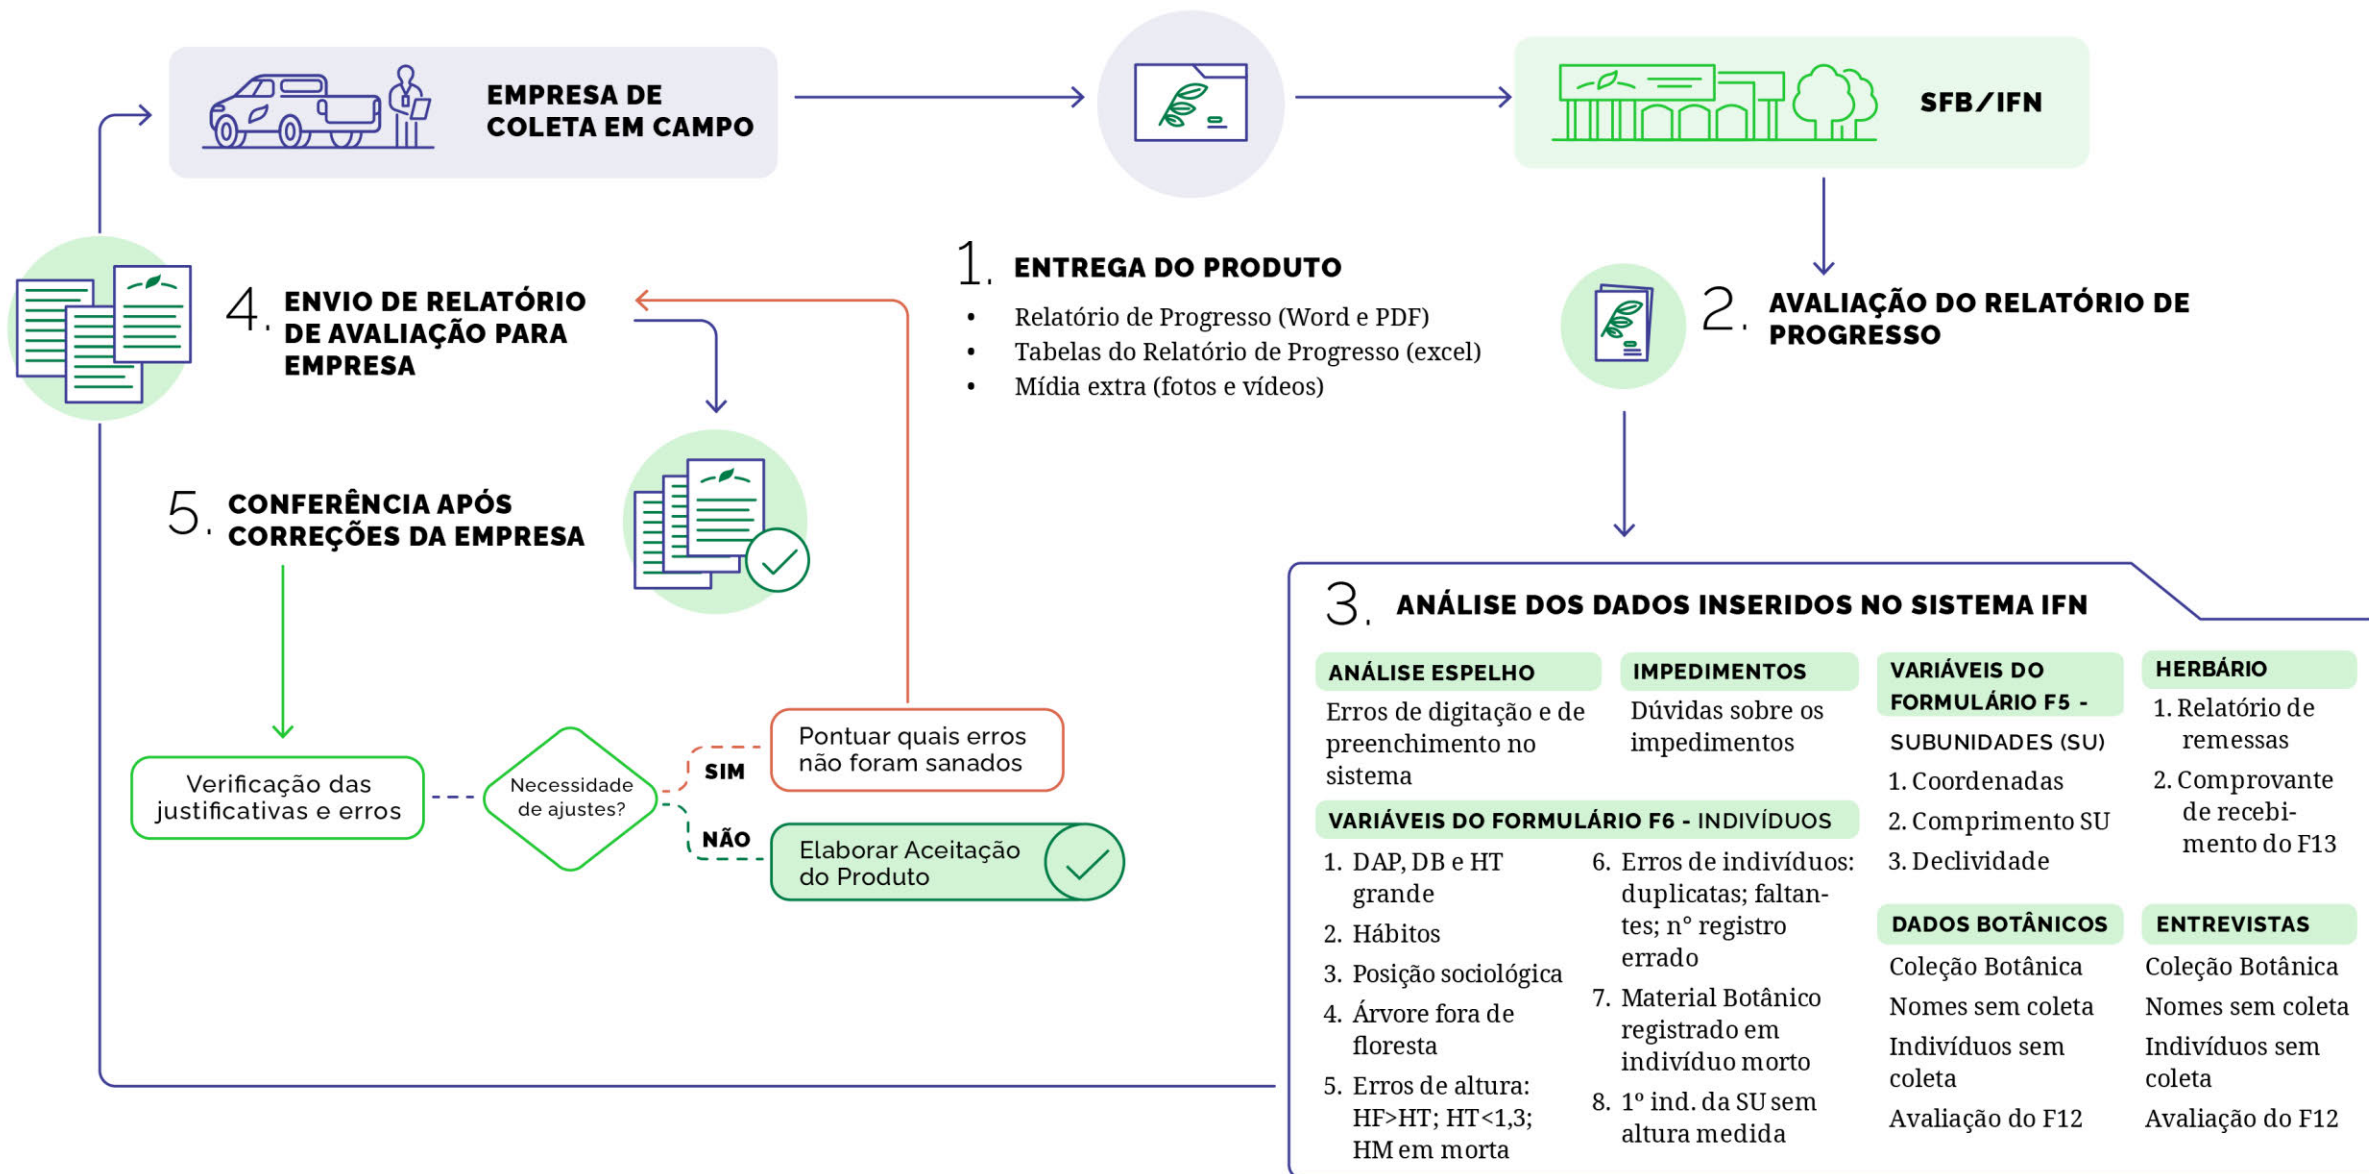 EMPRESA DE
COLETA EM CAMPO
SFB/IFN
1. ENTREGA DO PRODUTO
• Relatório de Progresso (Word e PDF)
• Tabelas do Relatório de Progresso (excel)
• Mídia extra (fotos e vídeos)
2. AVALIAÇÃO DO RELATÓRIO DE
PROGRESSO
3. ANÁLISE DOS DADOS INSERIDOS NO SISTEMA IFN
ANÁLISE ESPELHO
Erros de digitação e de
preenchimento no
sistema
IMPEDIMENTOS
Dúvidas sobre os
impedimentos
VARIÁVEIS DO
FORMULÁRIO F5 -
SUBUNIDADES (SU)
1. Coordenadas
2. Comprimento SU
3. Declividade
HERBÁRIO
1. Relatório de
remessas
2. Comprovante
de recebi-
mento do F13
VARIÁVEIS DO FORMULÁRIO F6 - INDIVÍDUOS
1. DAP, DB e HT
grande
2. Hábitos
3. Posição sociológica
4. Árvore fora de
floresta
5. Erros de altura:
HF>HT; HT<1,3;
HM em morta
6. Erros de indivíduos:
duplicatas; faltan-
tes; n° registro
errado
7. Material Botânico
registrado em
indivíduo morto
8. 1º ind. da SU sem
altura medida
DADOS BOTÂNICOS
Coleção Botânica
Nomes sem coleta
Indivíduos sem
coleta
Avaliação do F12
ENTREVISTAS
Coleção Botânica
Nomes sem coleta
Indivíduos sem
coleta
Avaliação do F12
4. ENVIO DE RELATÓRIO
DE AVALIAÇÃO PARA
EMPRESA
5. CONFERÊNCIA APÓS
CORREÇÕES DA EMPRESA
Verificação das
justificativas e erros
Necessidade
de ajustes?
SIM
Pontuar quais erros
não foram sanados
NÃO
Elaborar Aceitação
do Produto